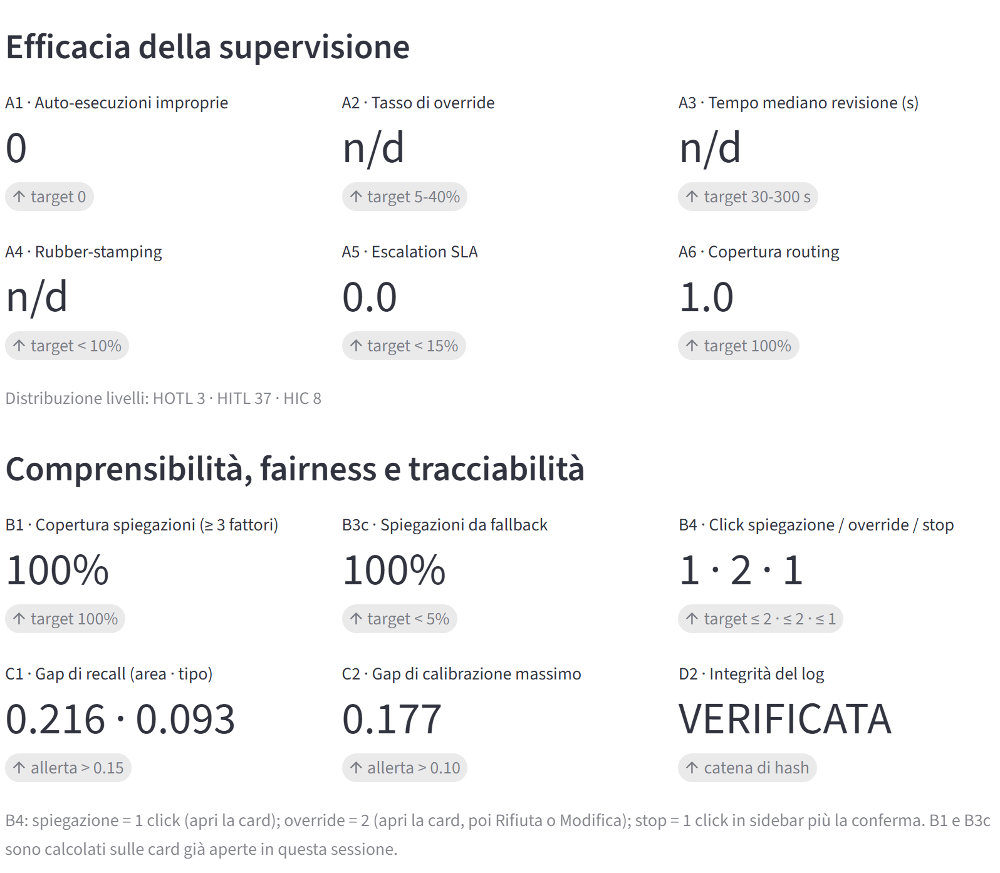 Efficacia della supervisione
A1 · Auto-esecuzioni improprie
A2 · Tasso di override
A3 · Tempo mediano revisione (s)
0
n/d
n/d
↑ target 0
↑ target 5-40%
↑ target 30-300 s
A4 · Rubber-stamping
A5 · Escalation SLA
A6 · Copertura routing
n/d
0.0
1.0
↑ target < 10%
↑ target < 15%
↑ target 100%
Distribuzione livelli: HOTL 3 · HITL 37 · HIC 8
Comprensibilità, fairness e tracciabilità
B1 · Copertura spiegazioni (≥ 3 fattori)
B3c · Spiegazioni da fallback
B4 · Click spiegazione / override / stop
100%
100%
1 · 2 · 1
↑ target 100%
↑ target < 5%
↑ target ≤ 2 · ≤ 2 · ≤ 1
C1 · Gap di recall (area · tipo)
C2 · Gap di calibrazione massimo
D2 · Integrità del log
0.216 · 0.093
0.177
VERIFICATA
↑ allerta > 0.15
↑ allerta > 0.10
↑ catena di hash
B4: spiegazione = 1 click (apri la card); override = 2 (apri la card, poi Rifiuta o Modifica); stop = 1 click in sidebar più la conferma. B1 e B3c
sono calcolati sulle card già aperte in questa sessione.